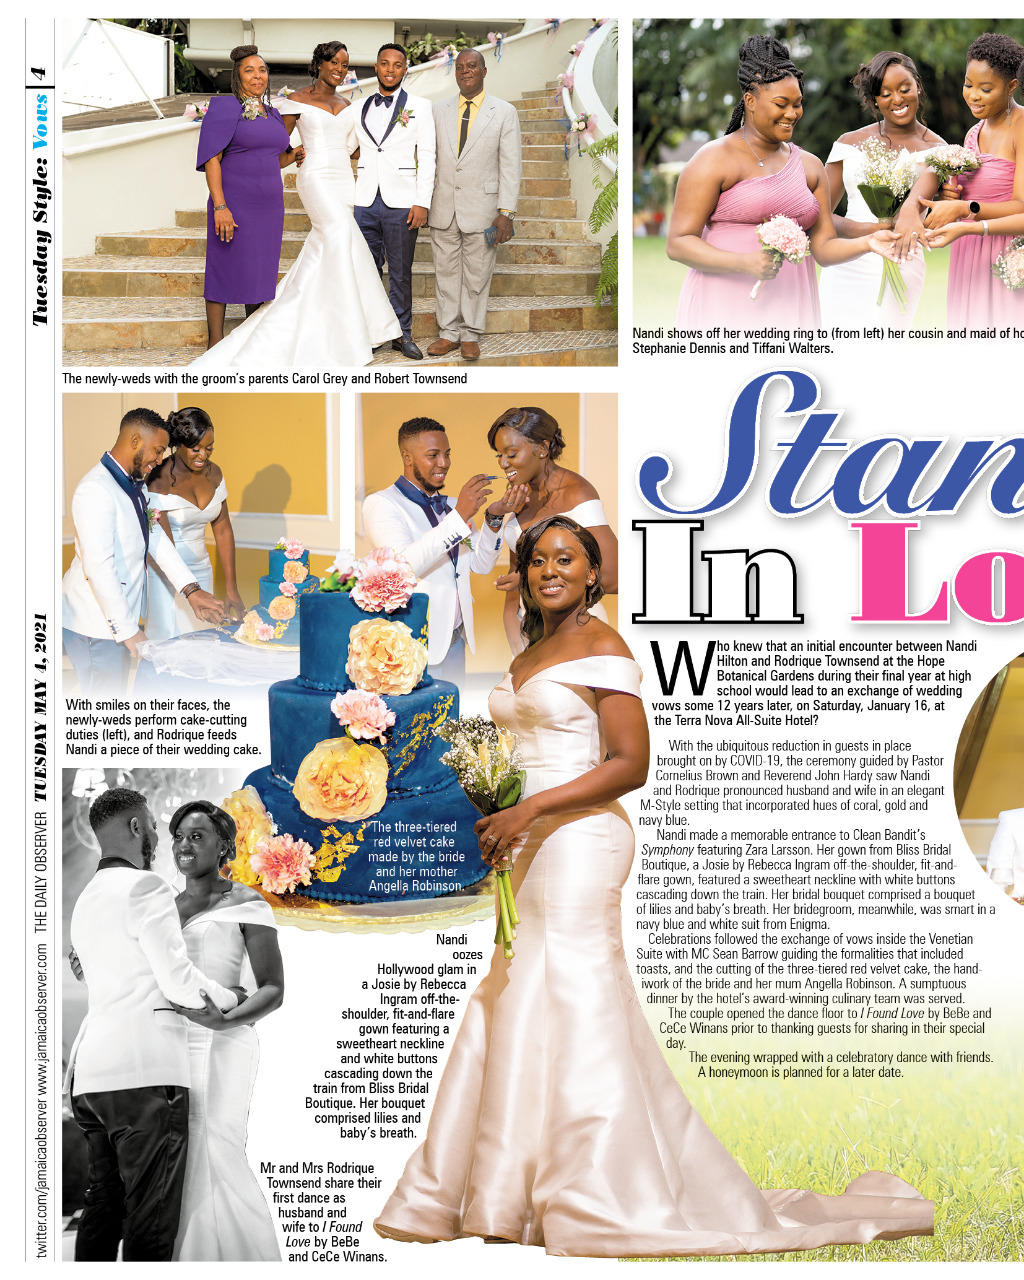 4
Tuesday Style: Vows
TUESDAY MAY 4, 2021
THE DAILY OBSERVER
www.jamaicaobserver.com
twitter.com/jamaicaobserver
The newly-weds with the groom's parents Carol Grey and Robert Townsend
Nandi shows off her wedding ring to (from left) her cousin and maid of
Stephanie Dennis and Tiffani Walters.
Stan
In Lo
With smiles on their faces, the
newly-weds perform cake-cutting
duties (left), and Rodrique feeds
Nandi a piece of their wedding cake.
The three-tiered
red velvet cake
made by the bride
and her mother
Angella Robinson.
Nandi
oozes
Hollywood glam in
a Josie by Rebecca
Ingram off-the-
shoulder, fit-and-flare
gown featuring a
sweetheart neckline
and white buttons
cascading down the
train from Bliss Bridal
Boutique. Her bouquet
comprised lilies and
baby's breath.
Mr and Mrs Rodrique
Townsend share their
first dance as
husband and
wife to I Found
Love by BeBe
and CeCe Winans.
Who knew that an initial encounter between Nandi
Hilton and Rodrique Townsend at the Hope
Botanical Gardens during their final year at high
school would lead to an exchange of wedding
vows some 12 years later, on Saturday, January 16, at
the Terra Nova All-Suite Hotel?
With the ubiquitous reduction in guests in place
brought on by COVID-19, the ceremony guided by Pastor
Cornelius Brown and Reverend John Hardy saw Nandi
and Rodrique pronounced husband and wife in an elegant
M-Style setting that incorporated hues of coral, gold and
navy blue.
Nandi made a memorable entrance to Clean Bandit's
Symphony featuring Zara Larsson. Her gown from Bliss Bridal
Boutique, a Josie by Rebecca Ingram off-the-shoulder, fit-and-
flare gown, featured a sweetheart neckline with white buttons
cascading down the train. Her bridal bouquet comprised a bouquet
of lilies and baby's breath. Her bridegroom, meanwhile, was smart in a
navy blue and white suit from Enigma.
Celebrations followed the exchange of vows inside the Venetian
Suite with MC Sean Barrow guiding the formalities that included
toasts, and the cutting of the three-tiered red velvet cake, the hand-
iwork of the bride and her mum Angella Robinson. A sumptuous
dinner by the hotel's award-winning culinary team was served.
The couple opened the dance floor to I Found Love by BeBe and
CeCe Winans prior to thanking guests for sharing in their special
day.
The evening wrapped with a celebratory dance with friends.
A honeymoon is planned for a later date.